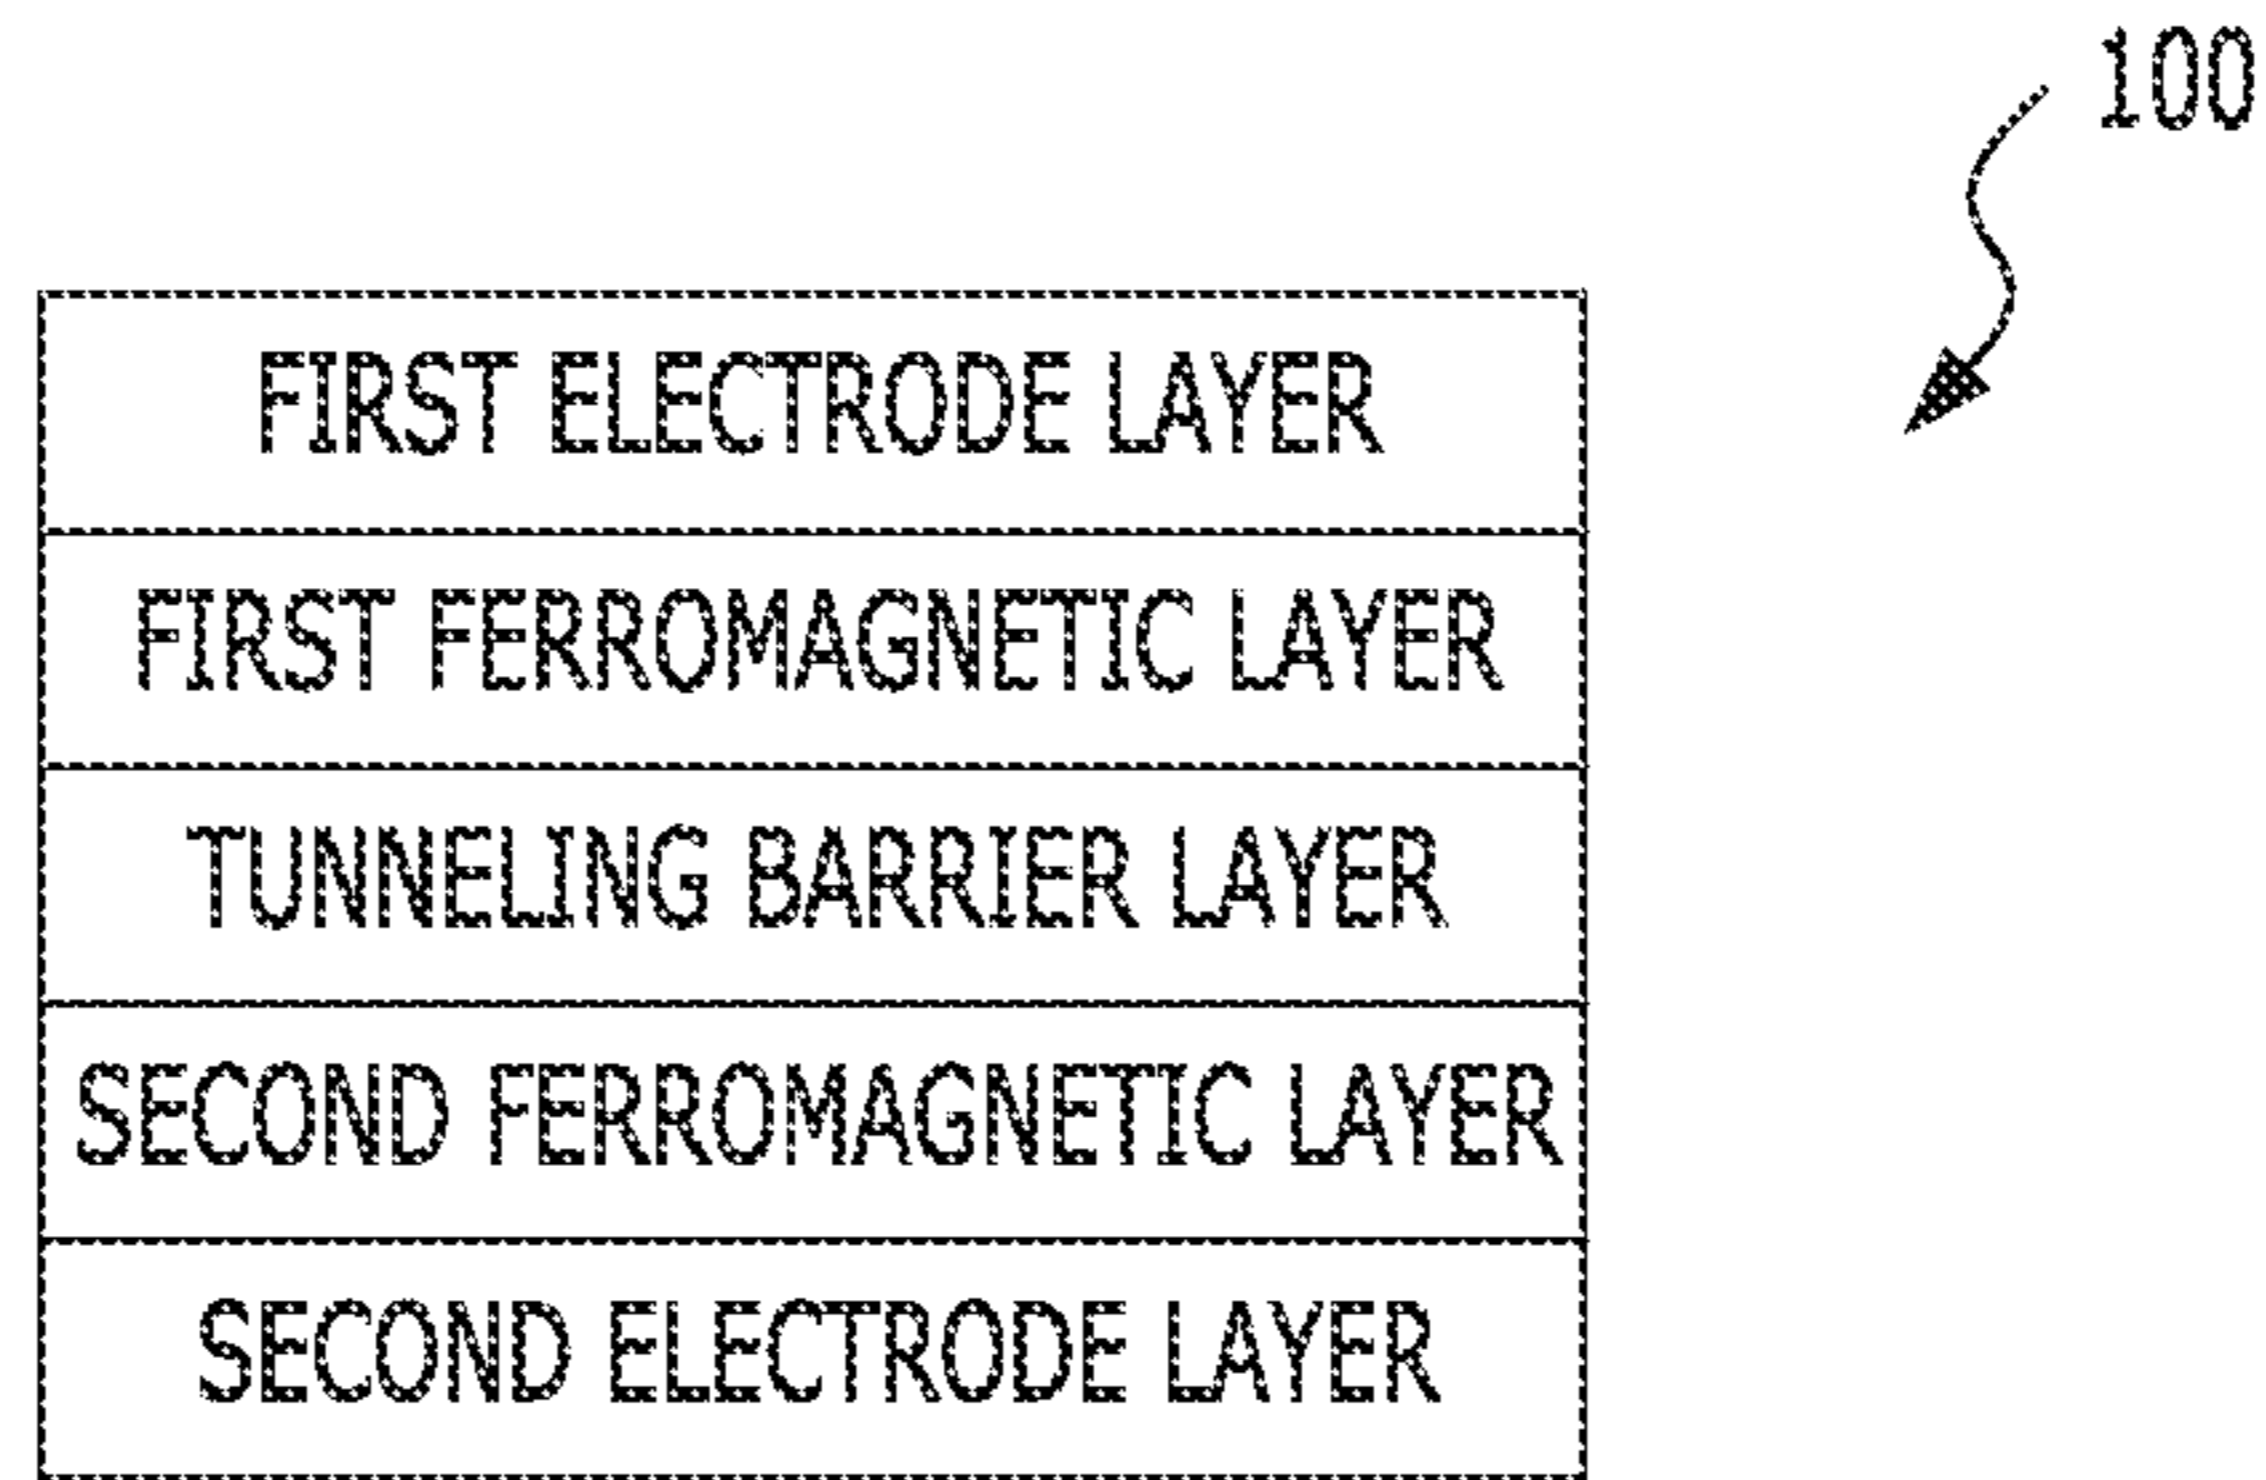 100
FIRST ELECTRODE LAYER
FIRST FERROMAGNETIC LAYER
TUNNELING BARRIER LAYER
SECOND FERROMAGNETIC LAYER
SECOND ELECTRODE LAYER